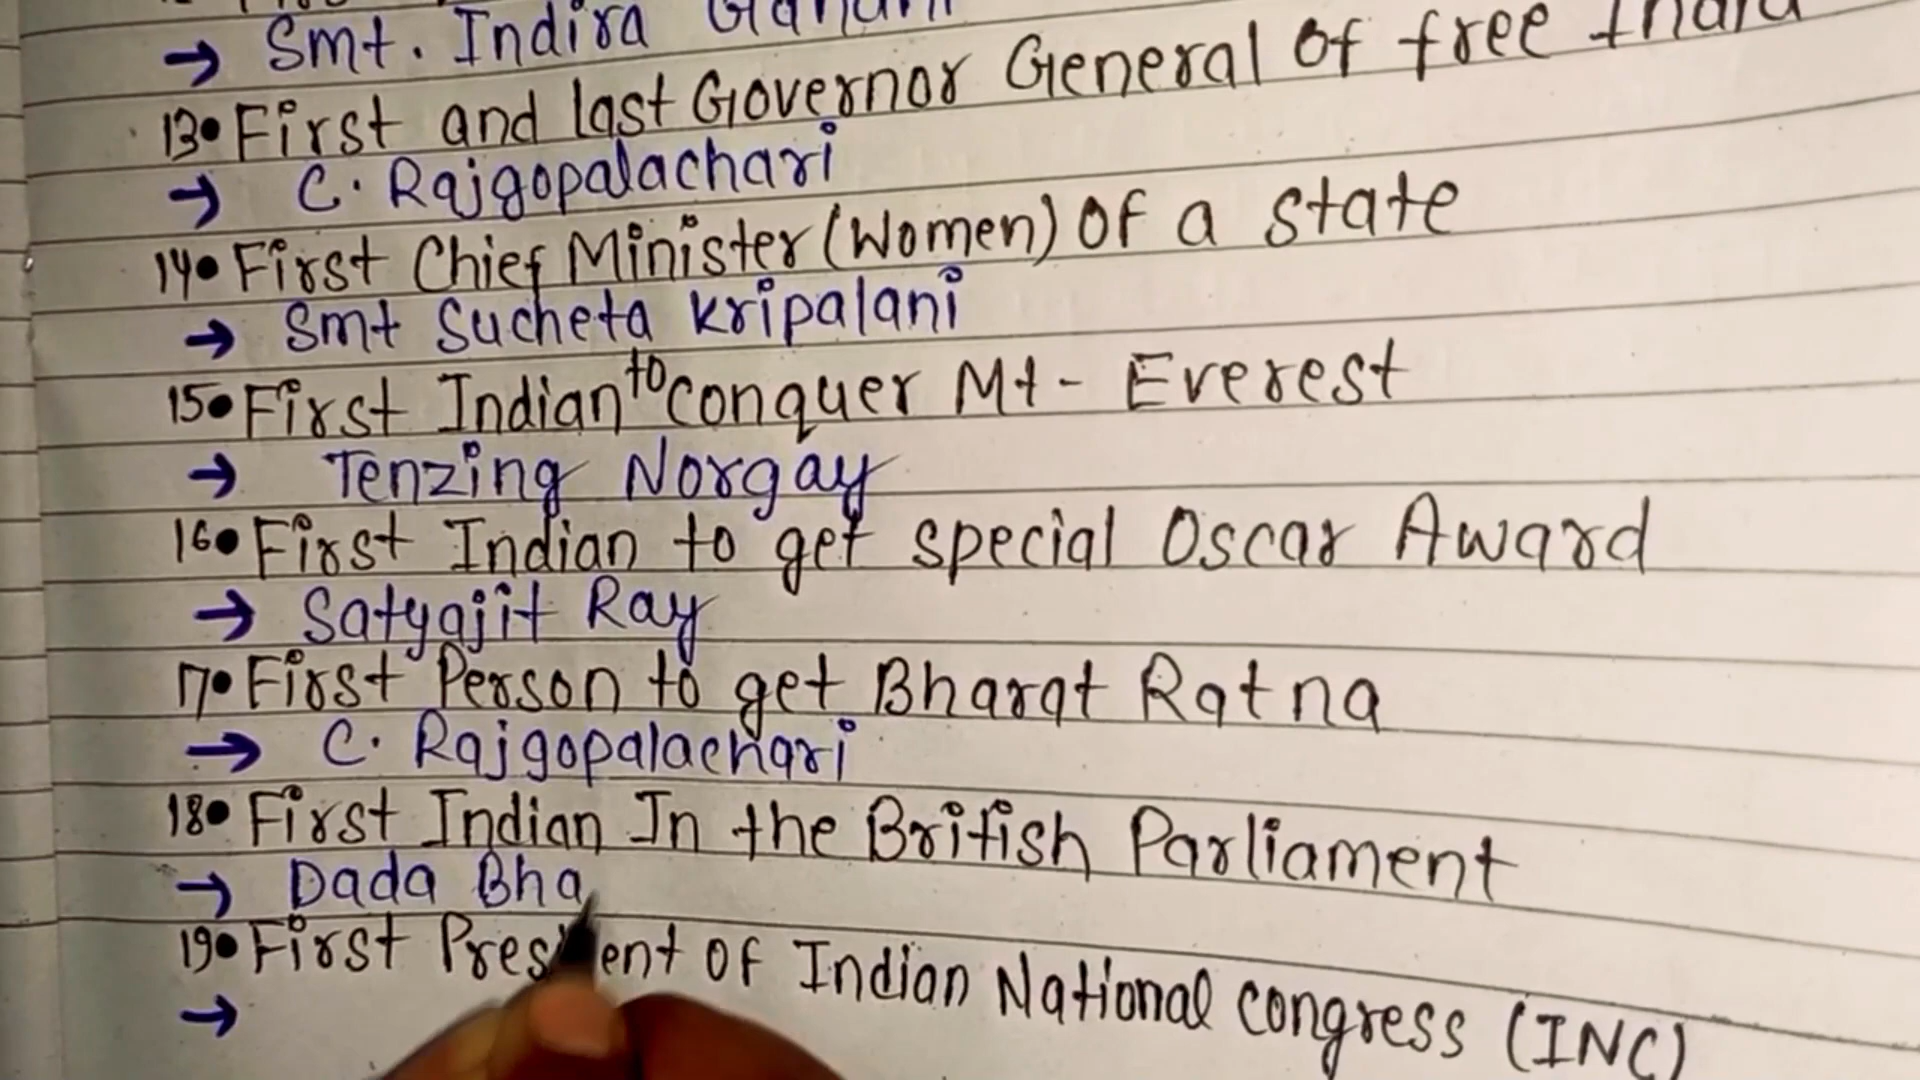 → Smt. Indira Gandhi
13• First and last Governor General Of free India
→ C. Rajgopalachari
14• First Chief Minister (Women) Of a state
→ Smt Sucheta kripalani
15• First Indian to conquer Mt - Everest
→ Tenzing Norgay
16• First Indian to get special Oscar Award
→ Satyajit Ray
17• First Person to get Bharat Ratna
→ C. Rajgopalachari
18• First Indian In the British Parliament
→ Dada Bha
19• First President Of Indian National congress (INC)
→